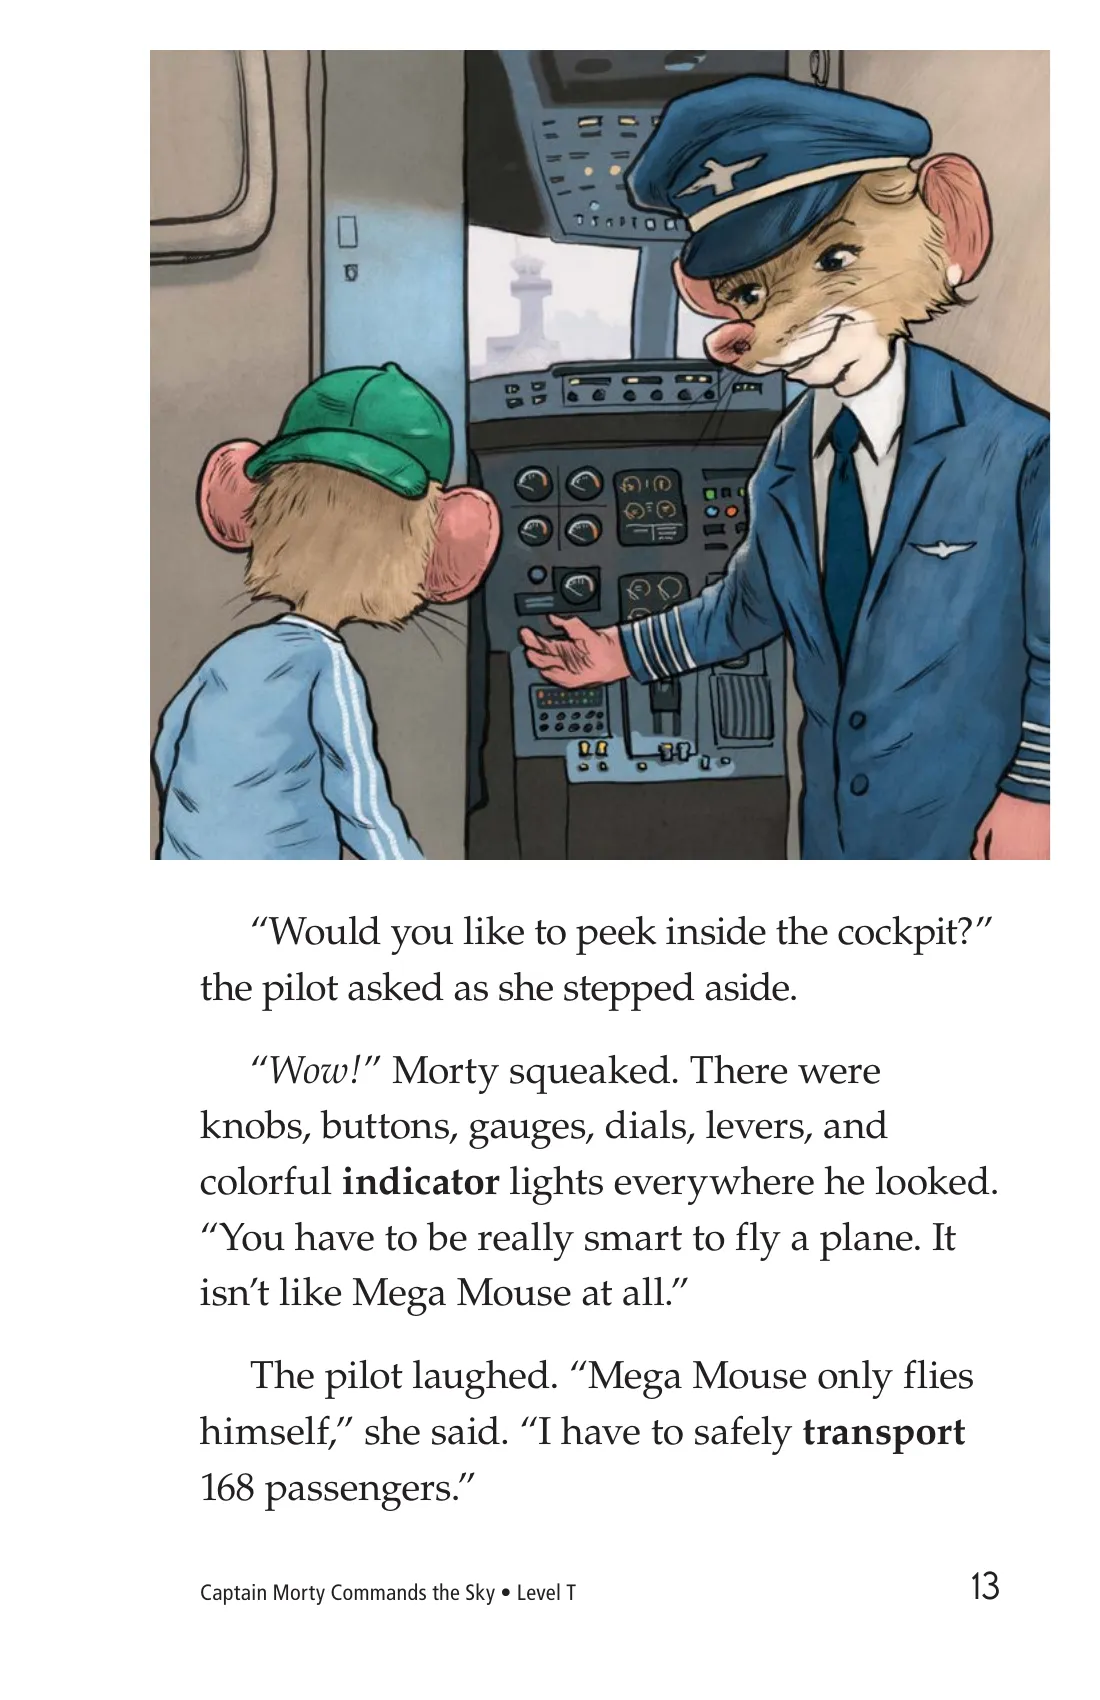 “Would you like to peek inside the cockpit?”
the pilot asked as she stepped aside.
“Wow!” Morty squeaked. There were
knobs, buttons, gauges, dials, levers, and
colorful indicator lights everywhere he looked.
“You have to be really smart to fly a plane. It
isn’t like Mega Mouse at all.”
The pilot laughed. “Mega Mouse only flies
himself,” she said. “I have to safely transport
168 passengers.”
Captain Morty Commands the Sky • Level T
13